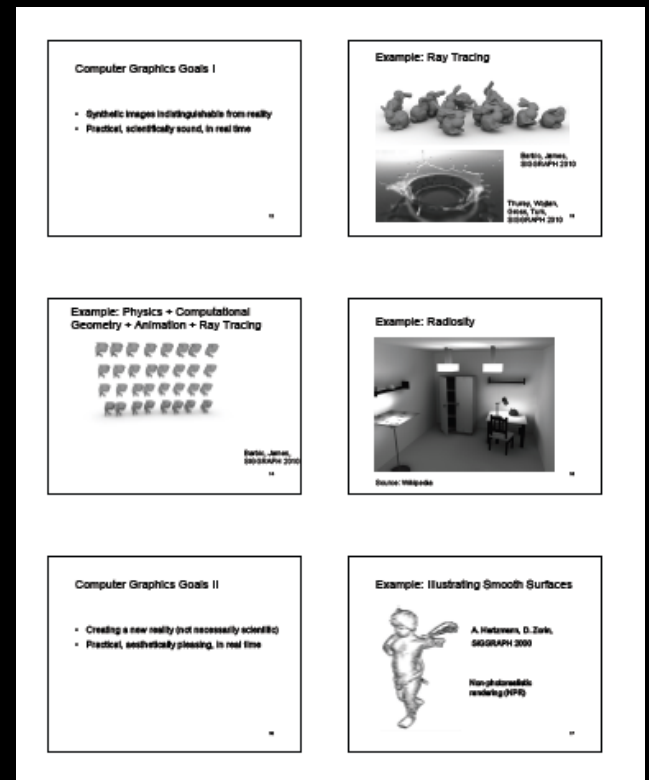 Computer Graphics Goals I
• Synthetic images indistinguishable from reality
• Practical, scientifically sound, in real time
Example: Ray Tracing
Barbic, James,
SIGGRAPH 2010
Thurey, Wojtan,
Gross, Turk,
SIGGRAPH 2010
Example: Physics + Computational
Geometry + Animation + Ray Tracing
Barbic, James,
SIGGRAPH 2010
Example: Radiosity
Source: Wikipedia
Computer Graphics Goals II
• Creating a new reality (not necessarily scientific)
• Practical, aesthetically pleasing, in real time
Example: Illustrating Smooth Surfaces
A. Hertzmann, D. Zorin,
SIGGRAPH 2000
Non-photorealistic
rendering (NPR)